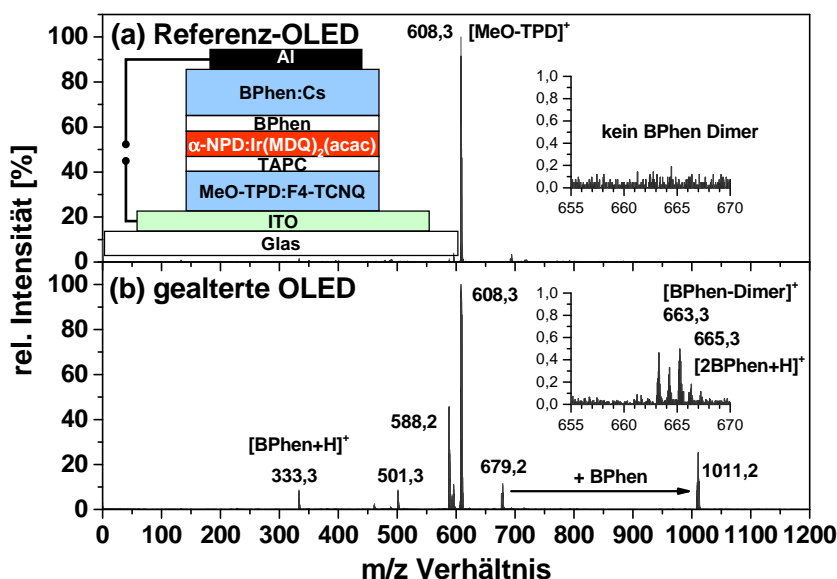 rel. Intensität [%]
100
80
60
40
20
0
(a) Referenz-OLED
608,3
[MeO-TPD]+
Al
BPhen:Cs
BPhen
α-NPD:Ir(MDQ)2(acac)
TAPC
MeO-TPD:F4-TCNQ
ITO
Glas
1,0
0,8
0,6
0,4
0,2
0,0
kein BPhen Dimer
655 660 665 670
100
80
60
40
20
0
(b) gealterte OLED
608,3
1,0
0,8
0,6
0,4
0,2
0,0
[BPhen-Dimer]+
663,3
665,3
[2BPhen+H]+
655 660 665 670
588,2
[BPhen+H]+
333,3
501,3
679,2
+ BPhen
1011,2
0 100 200 300 400 500 600 700 800 900 1000 1100 1200
m/z Verhältnis